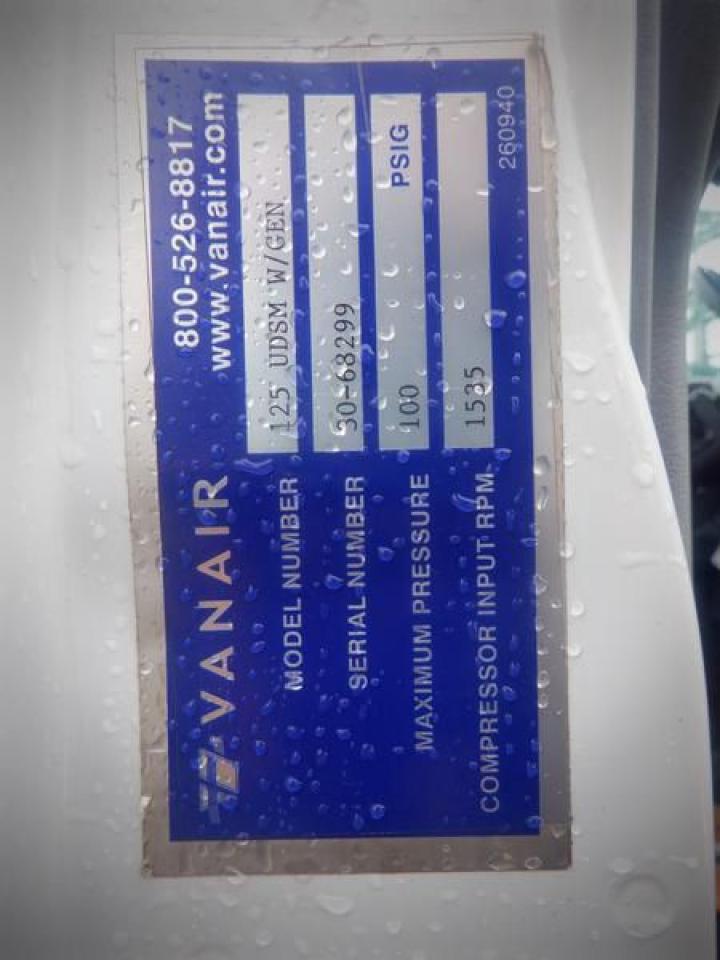 VANAIR
800-526-8817
www.vanair.com
MODEL NUMBER 125 UDSM W/GEN
SERIAL NUMBER 30-68299
MAXIMUM PRESSURE 100 PSIG
COMPRESSOR INPUT RPM 1535
260940